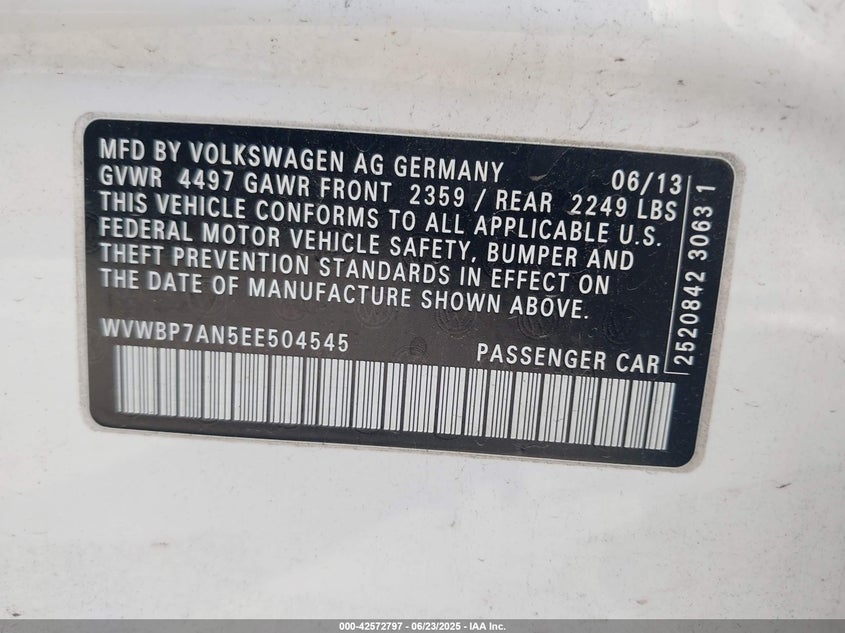 MFD BY VOLKSWAGEN AG GERMANY 06/13
GVWR 4497 GAWR FRONT 2359 / REAR 2249 LBS
THIS VEHICLE CONFORMS TO ALL APPLICABLE U.S.
FEDERAL MOTOR VEHICLE SAFETY, BUMPER AND
THEFT PREVENTION STANDARDS IN EFFECT ON
THE DATE OF MANUFACTURE SHOWN ABOVE.
WVWBP7AN5EE504545 PASSENGER CAR
2520842 30631
000-42572797 - 06/23/2025 - IAA Inc.